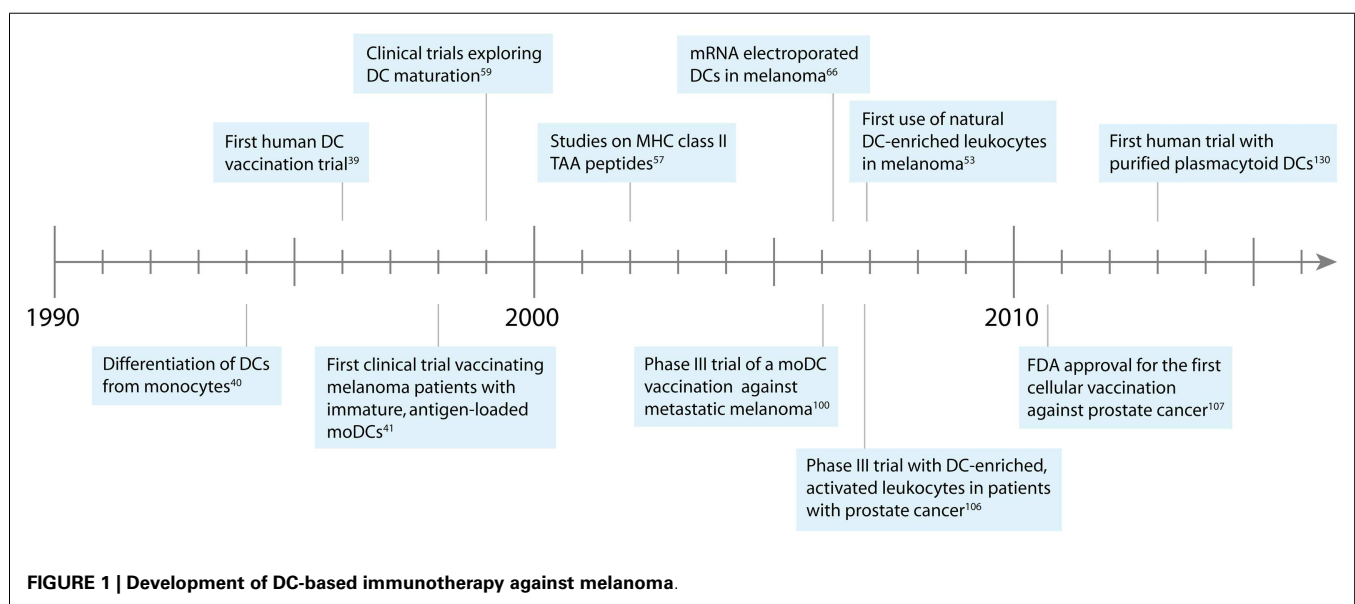 Clinical trials exploring
DC maturation59
mRNA electroporated
DCs in melanoma66
First human DC
vaccination trial39
Studies on MHC class II
TAA peptides57
First use of natural
DC-enriched leukocytes
in melanoma53
First human trial with
purified plasmacytoid DCs130
1990
2000
2010
Differentiation of DCs
from monocytes40
First clinical trial vaccinating
melanoma patients with
immature, antigen-loaded
moDCs41
Phase III trial of a moDC
vaccination against
metastatic melanoma100
FDA approval for the first
cellular vaccination
against prostate cancer107
Phase III trial with DC-enriched,
activated leukocytes in patients
with prostate cancer106
FIGURE 1 | Development of DC-based immunotherapy against melanoma.